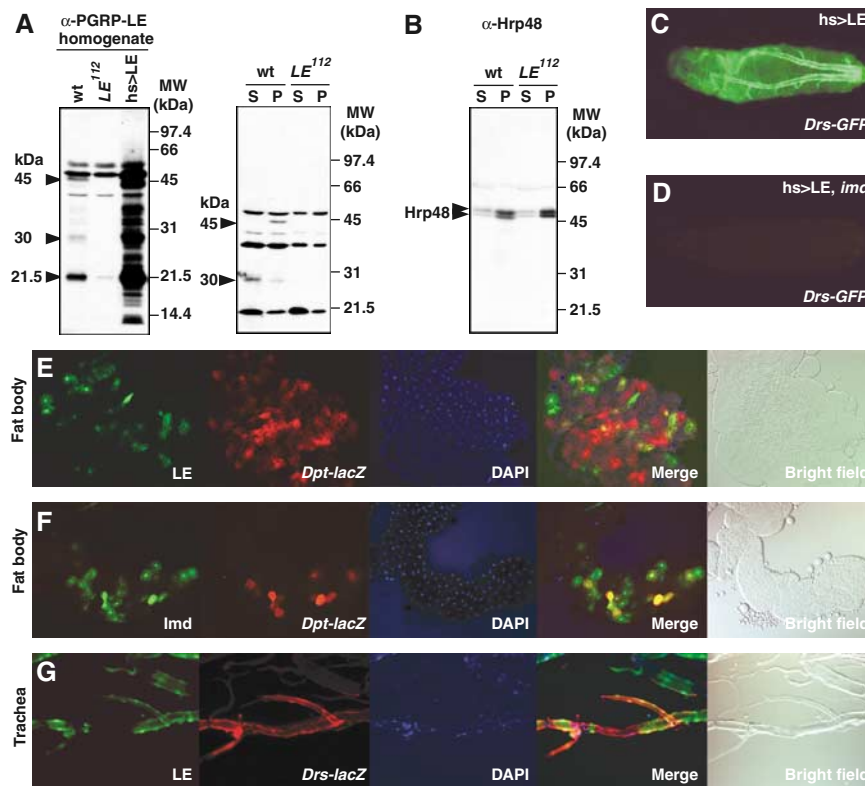 A
α-PGRP-LE
homogenate
wt
LE112
hs>LE
MW
(kDa)
97.4
66
45
31
21.5
14.4
kDa
45
30
21.5
wt
LE112
S P S P
MW
(kDa)
97.4
66
45
31
21.5
kDa
45
30
B
α-Hrp48
wt
LE112
S P S P
MW
(kDa)
97.4
66
45
31
21.5
Hrp48
C
hs>LE
Drs-GFP
D
hs>LE, imd
Drs-GFP
E
Fat body
LE
Dpt-lacZ
DAPI
Merge
Bright field
F
Fat body
Imd
Dpt-lacZ
DAPI
Merge
Bright field
G
Trachea
LE
Drs-lacZ
DAPI
Merge
Bright field